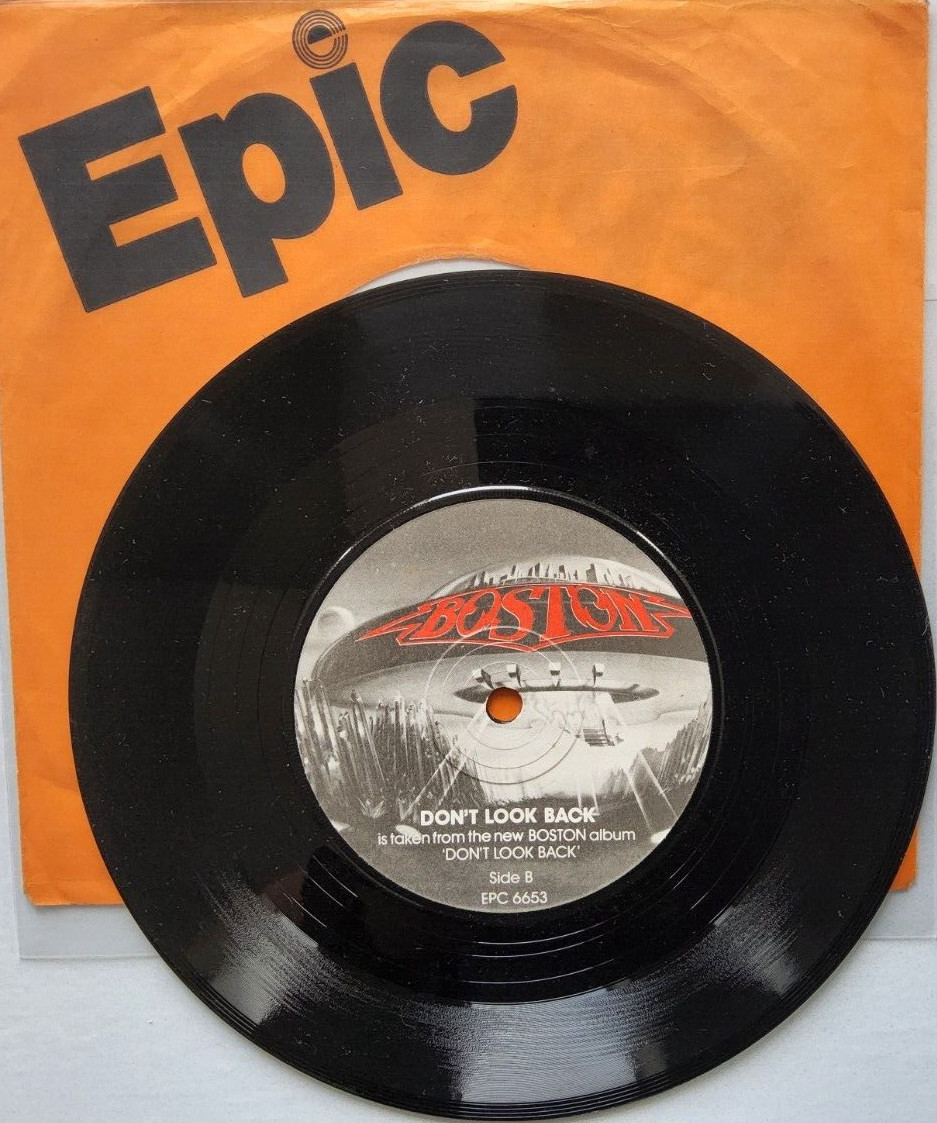 Epic
BOSTON
DON'T LOOK BACK
is taken from the new BOSTON album
'DON'T LOOK BACK'
Side B
EPC 6653